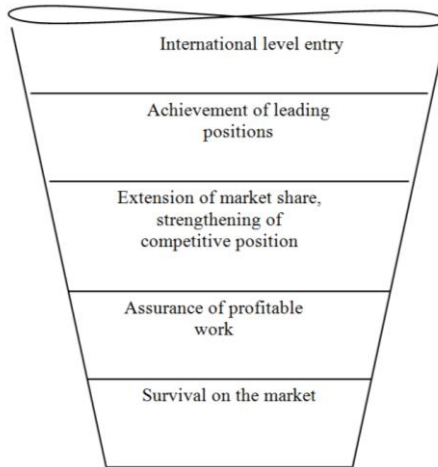 International level entry
Achievement of leading
positions
Extension of market share,
strengthening of
competitive position
Assurance of profitable
work
Survival on the market